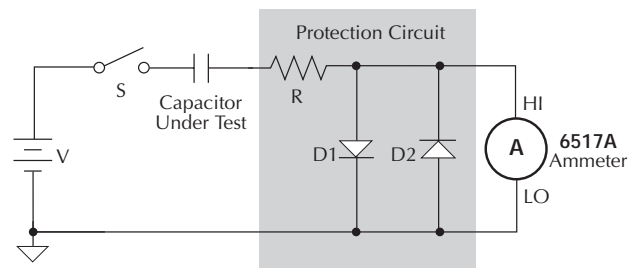 Protection Circuit
S
Capacitor
Under Test
R
HI
V
D1
D2
A
6517A
Ammeter
LO